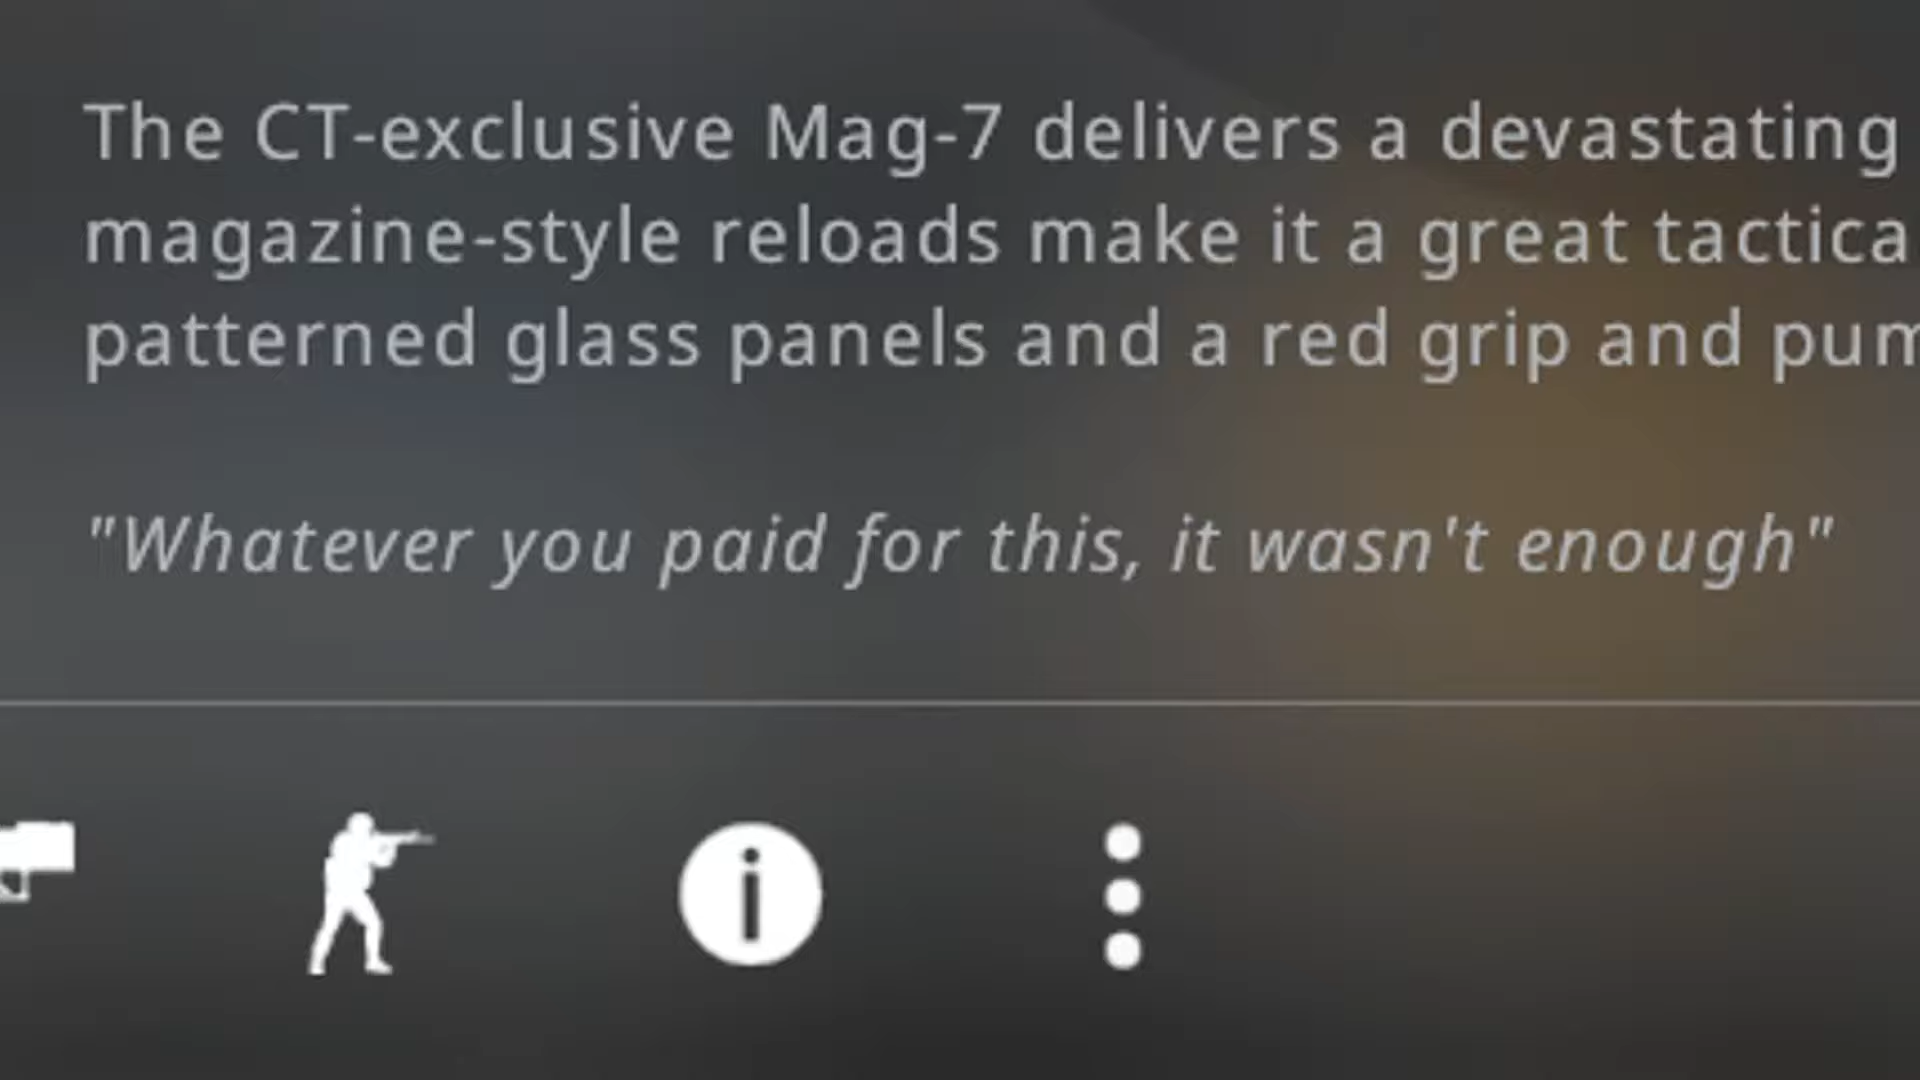 The CT-exclusive Mag-7 delivers a devastating
magazine-style reloads make it a great tactica
patterned glass panels and a red grip and pum
"Whatever you paid for this, it wasn't enough"